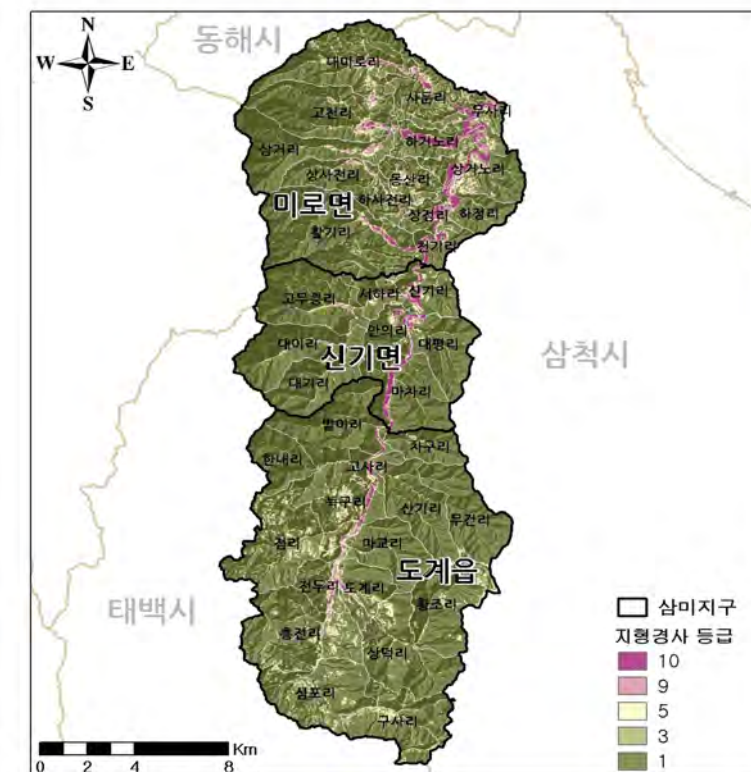 N
W E
S
동해시
대미로리
사둔리
무사리
고천리
하거노리
삼거리
상거노리
상사전리
동산리
미로면
하사전리
상정리
하정리
활기리
천기리
고무릉리
서하리
신기리
안의리
대이리
신기면
대평리
삼척시
대기리
마차리
발이리
차구리
한내리
고사리
늑구리
산기리
무건리
점리
마교리
도계읍
태백시
전두리
도계리
황조리
흥전리
상덕리
심포리
구사리
삼미지구
지형경사 등급
10
9
5
3
1
Km
0 2 4 8